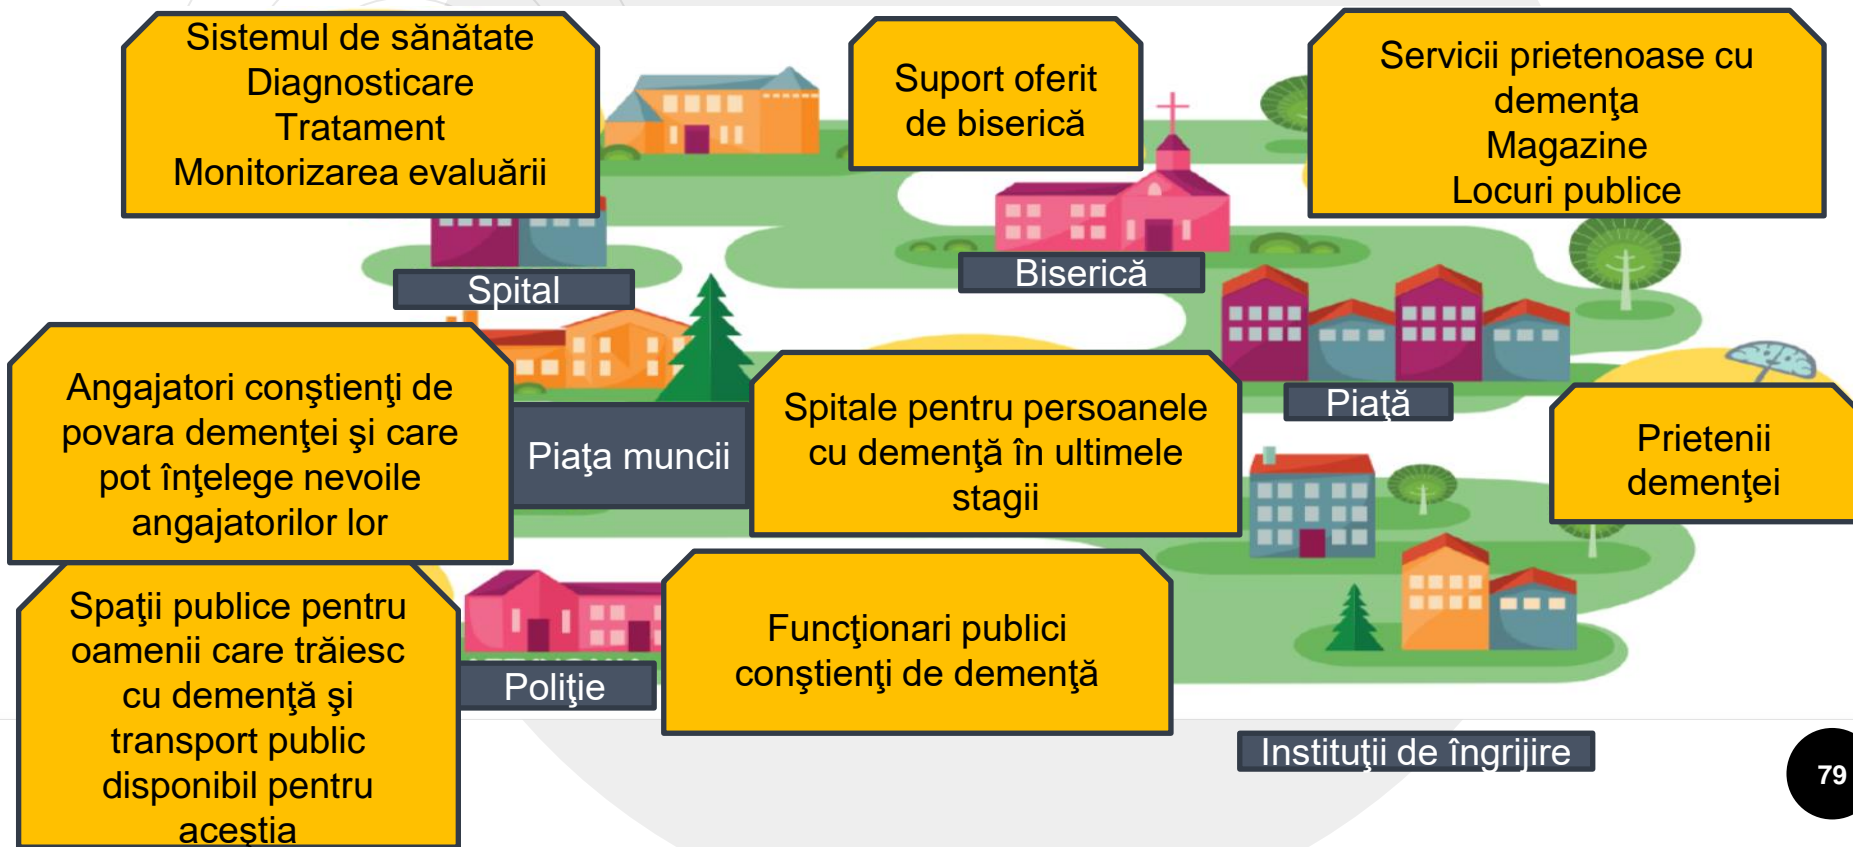 Sistemul de sănătate
Diagnosticare
Tratament
Monitorizarea evaluării
Suport oferit
de biserică
Servicii prietenoase cu
demenţa
Magazine
Locuri publice
Spital
Biserică
Angajatori conştienţi de
povara demenţei şi care
pot înţelege nevoile
angajatorilor lor
Piaţa muncii
Spitale pentru persoanele
cu demenţă în ultimele
stagii
Piaţă
Prietenii
demenţei
Spaţii publice pentru
oamenii care trăiesc
cu demenţă şi
transport public
disponibil pentru
aceştia
Poliţie
Funcţionari publici
conştienţi de demenţă
Instituţii de îngrijire
79